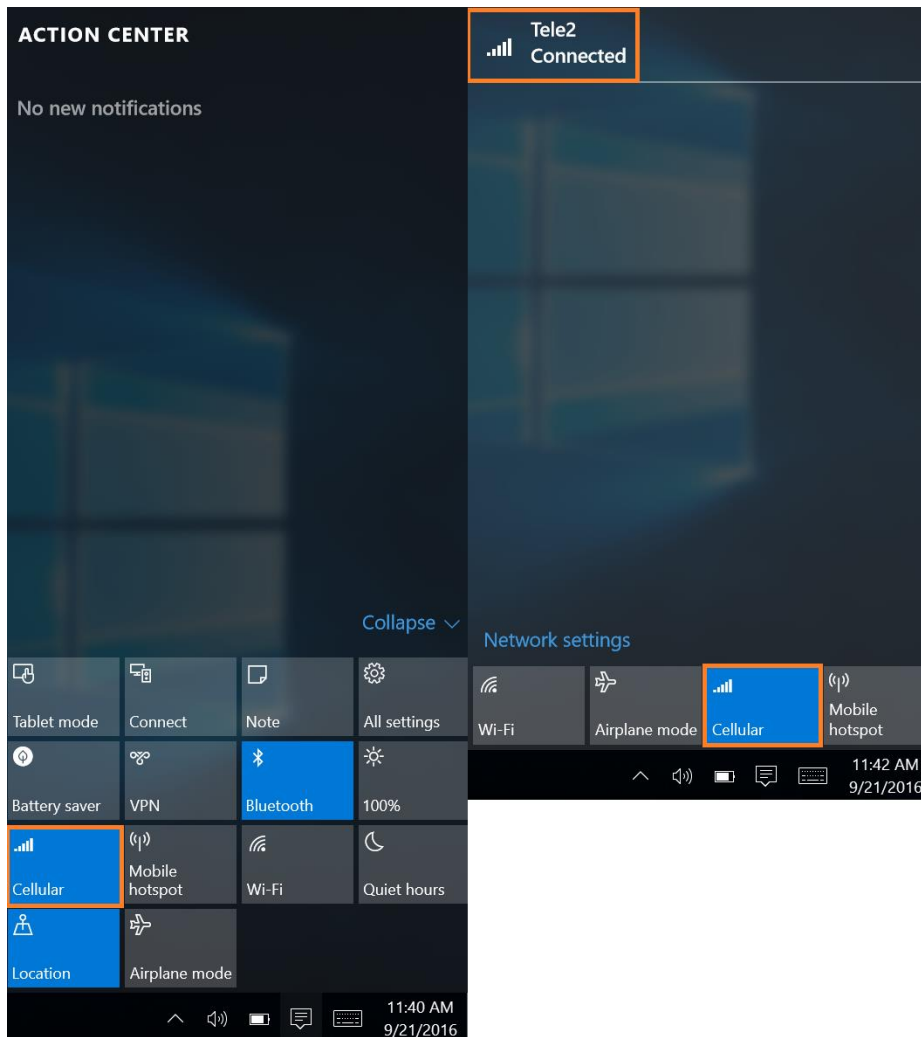 ACTION CENTER
No new notifications
Collapse
Tablet mode
Connect
Note
All settings
Battery saver
VPN
Bluetooth
100%
Cellular
Mobile
hotspot
Wi-Fi
Quiet hours
Location
Airplane mode
11:40 AM
9/21/2016
Tele2
Connected
Network settings
Wi-Fi
Airplane mode
Cellular
Mobile
hotspot
11:42 AM
9/21/2016